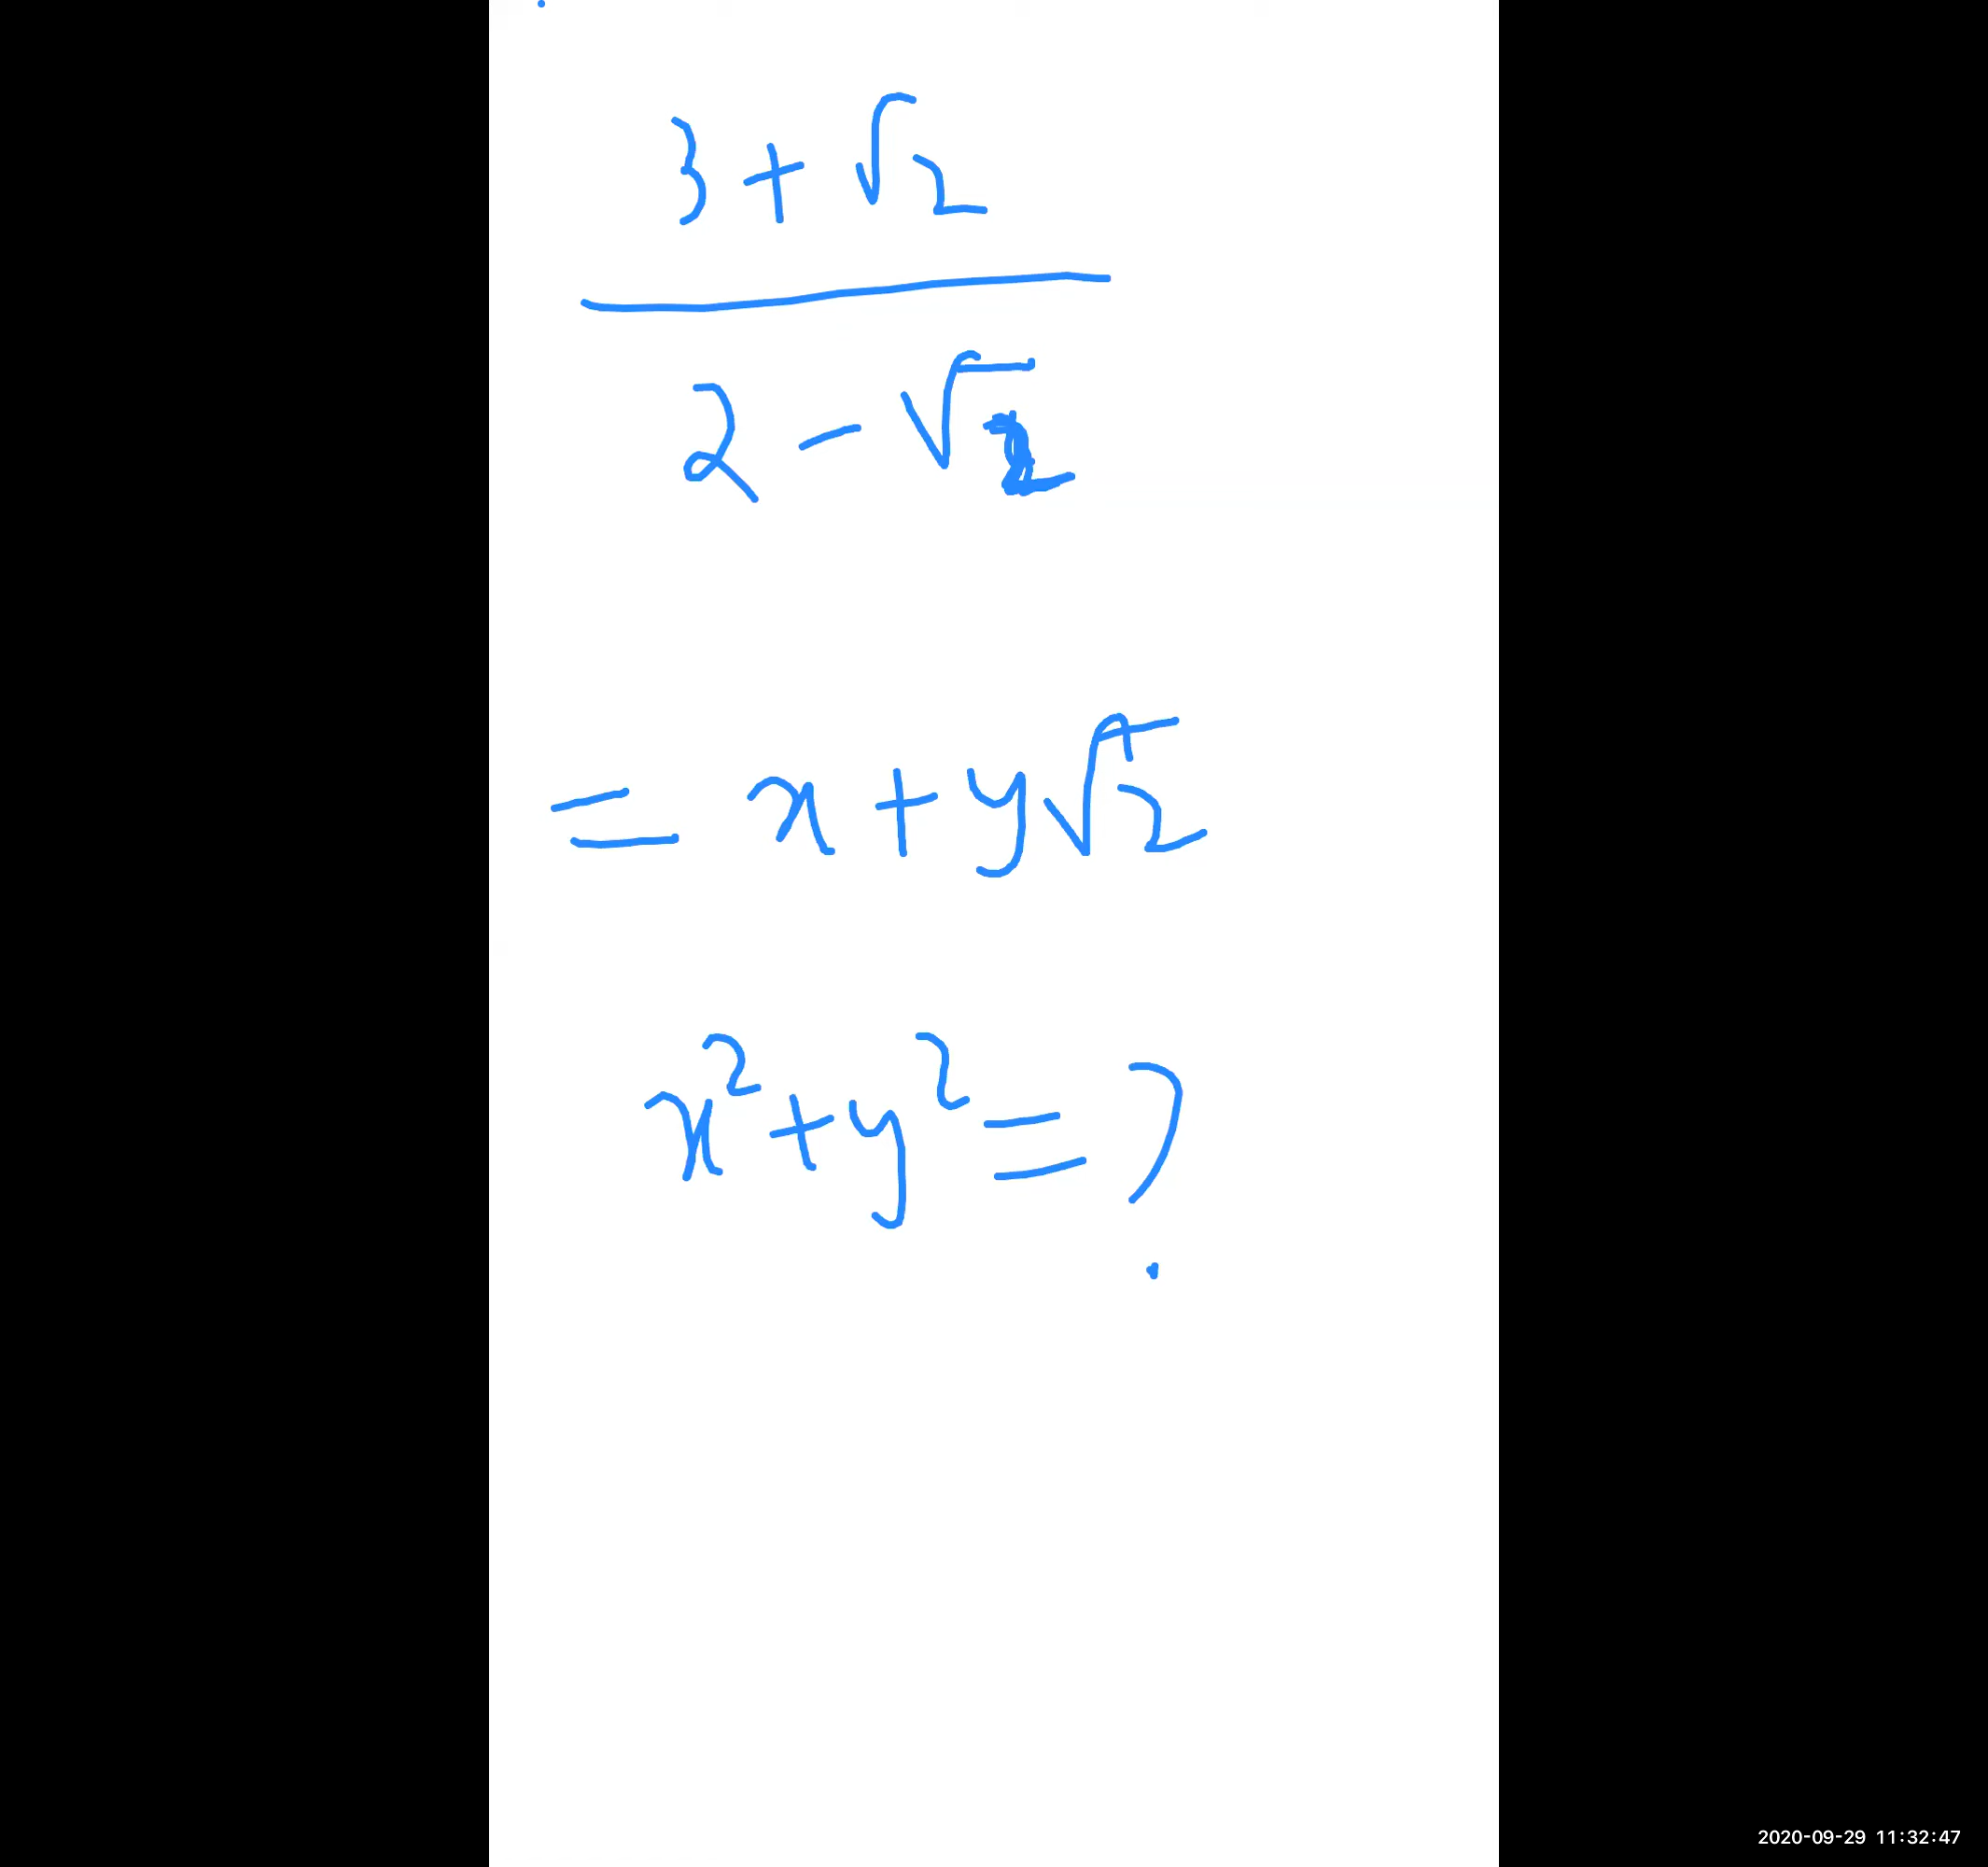 3 + √2
2 - √2
= x + y√2
x² + y² = ?
2020-09-29 11:32:47